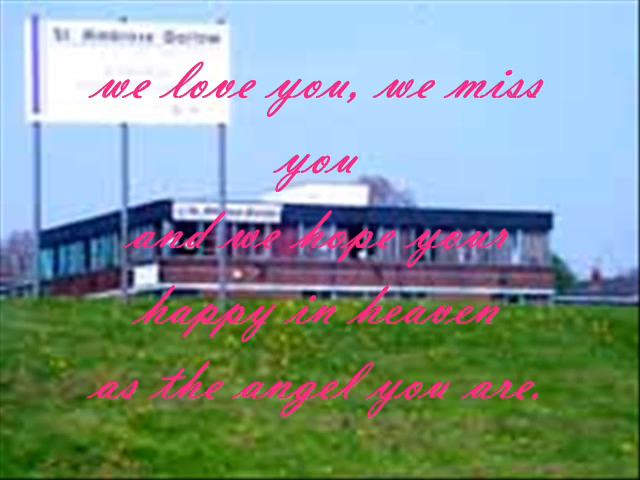 St. Ambrose Barlow
we love you, we miss
you
and we hope your
happy in heaven
as the angel you are.